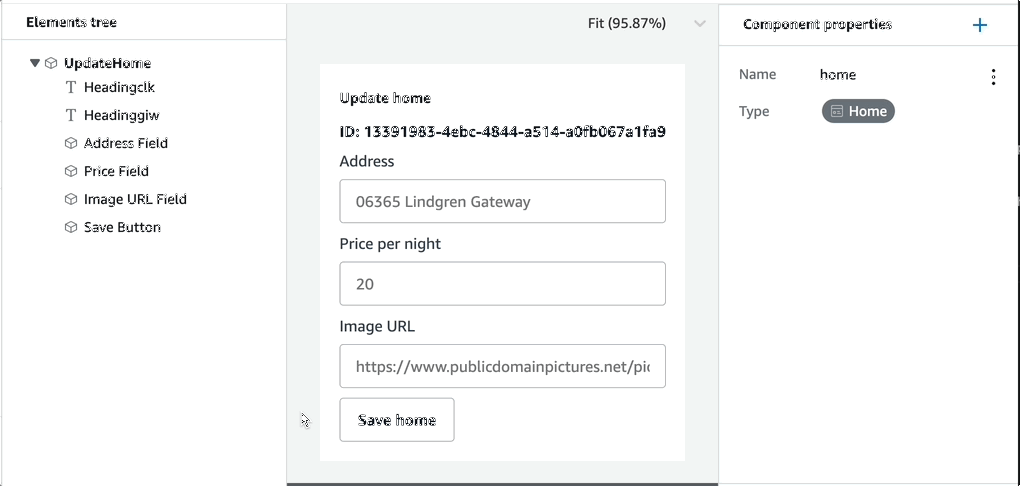 Elements tree
UpdateHome
Headingclk
Headinggiw
Address Field
Price Field
Image URL Field
Save Button
Fit (95.87%)
Update home
ID: 13391983-4ebc-4844-a514-a0fb067a1fa9
Address
06365 Lindgren Gateway
Price per night
20
Image URL
https://www.publicdomainpictures.net/pic
Save home
Component properties
Name home
Type Home